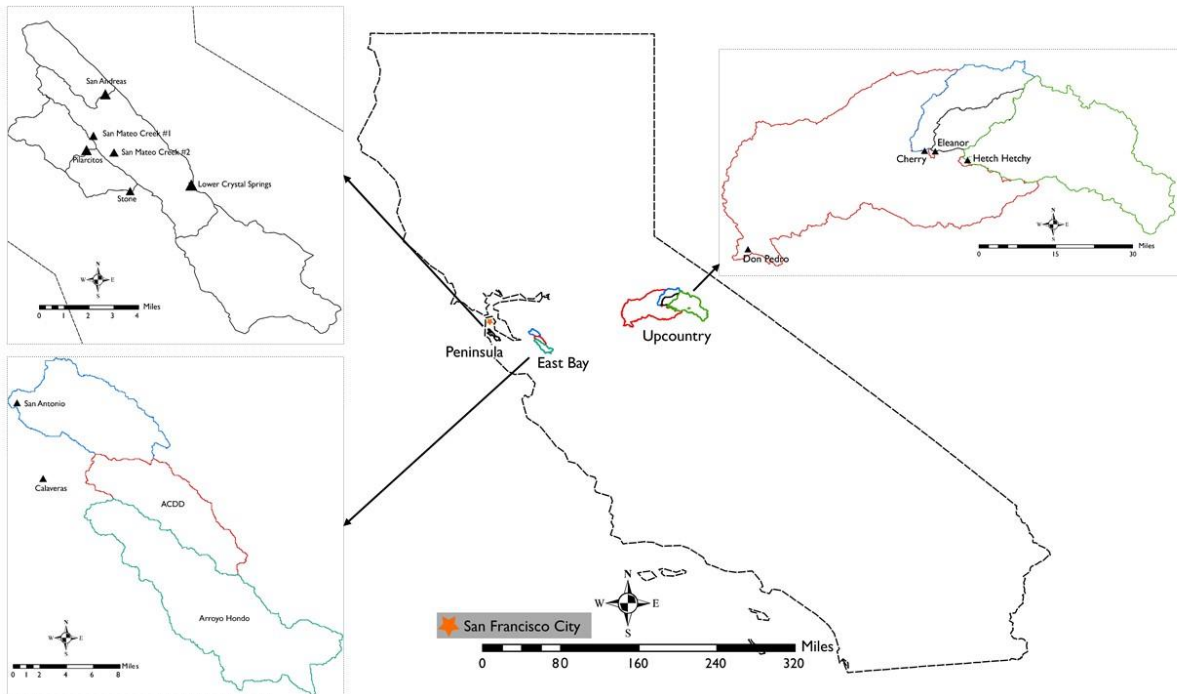 San Andreas
San Mateo Creek #1
Pilarcitos
San Mateo Creek #2
Stone
Lower Crystal Springs
N
W E
S
Miles
0 1 2 3 4
Eleanor
Cherry
Hetch Hetchy
Don Pedro
N
W E
S
0 15 30
Miles
Peninsula
East Bay
Upcountry
San Antonio
Calaveras
ACDD
Arroyo Hondo
N
W E
S
Miles
0 1 2 4 6 8
N
W E
S
San Francisco City
Miles
0 40 80 160 240 320